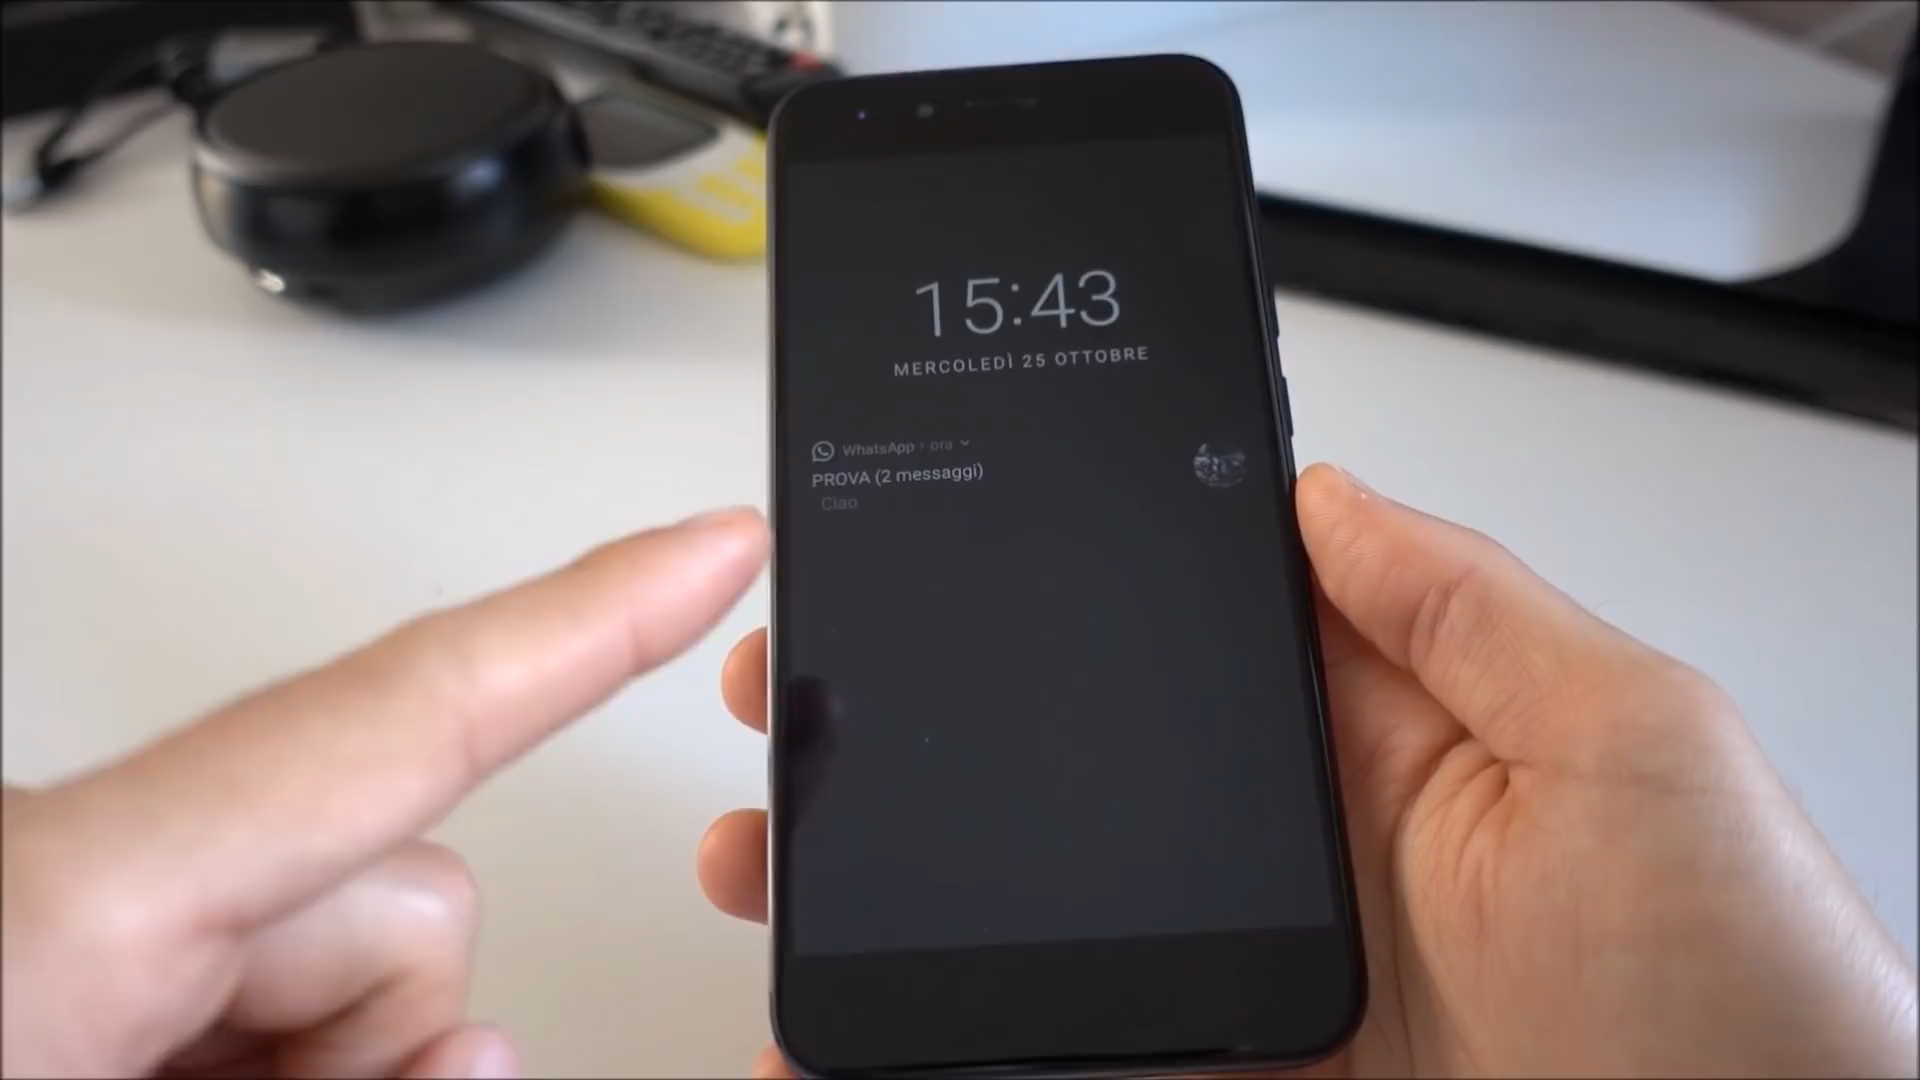 15:43
MERCOLEDÌ 25 OTTOBRE
WhatsApp • ora
PROVA (2 messaggi)
Ciao